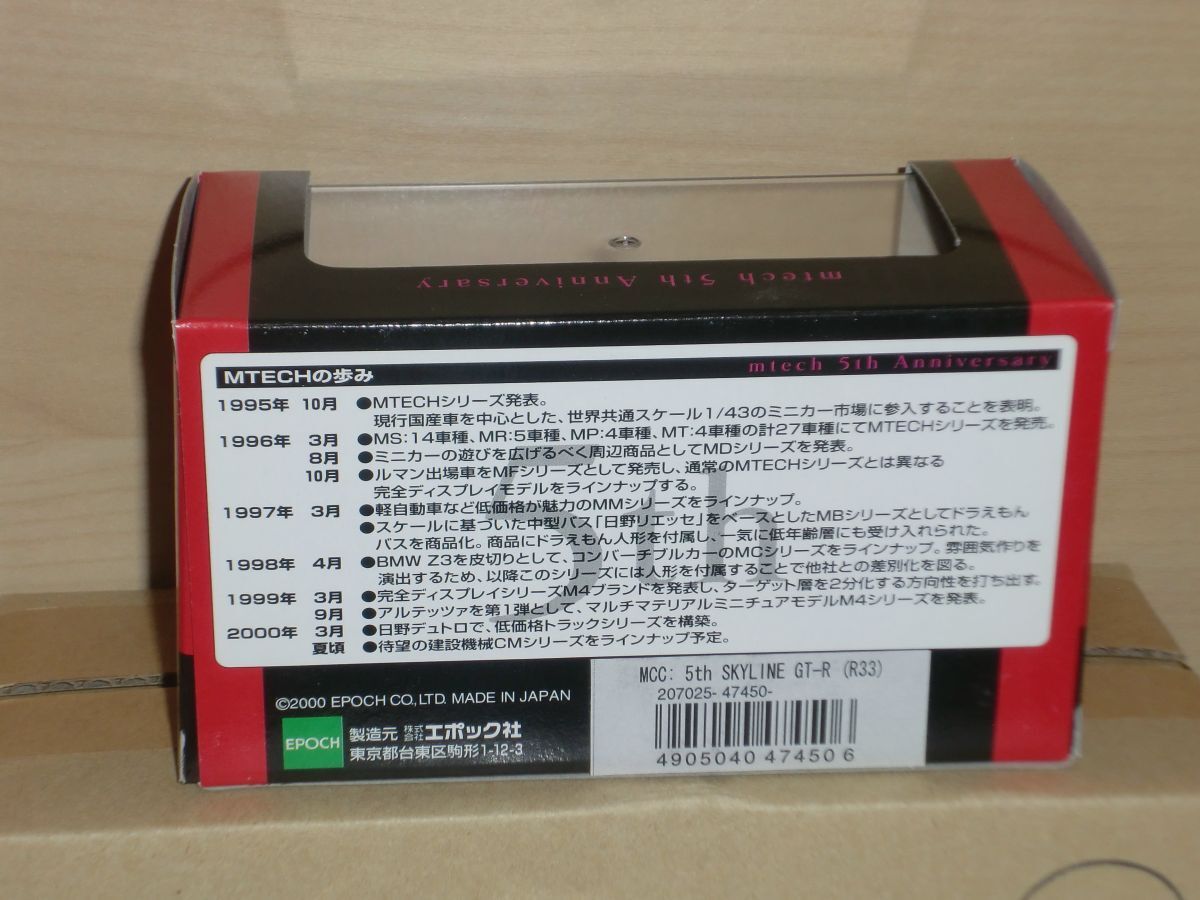 mtech 5th Anniversary
MTECHの歩み mtech 5th Anniversary
1995年 10月 ●MTECHシリーズ発表。
現行国産車を中心とした、世界共通スケール1/43のミニカー市場に参入することを表明。
1996年 3月 ●MS:14車種、MR:5車種、MP:4車種、MT:4車種の計27車種にてMTECHシリーズを発売。
8月 ●ミニカーの遊びを広げるべく周辺商品としてMDシリーズを発表。
10月 ●ルマン出場車をMFシリーズとして発売し、通常のMTECHシリーズとは異なる
完全ディスプレイモデルをラインナップする。
1997年 3月 ●軽自動車など低価格が魅力のMMシリーズをラインナップ。
●スケールに基づいた中型バス「日野リエッセ」をベースとしたMBシリーズとしてドラえもん
バスを商品化。商品にドラえもん人形を付属し、一気に低年齢層にも受け入れられた。
1998年 4月 ●BMW Z3を皮切りとして、コンバーチブルカーのMCシリーズをラインナップ。雰囲気作りを
演出するため、以降このシリーズには人形を付属することで他社との差別化を図る。
1999年 3月 ●完全ディスプレイシリーズM4ブランドを発表し、ターゲット層を2分化する方向性を打ち出す。
9月 ●アルテッツァを第1弾として、マルチマテリアルミニチュアモデルM4シリーズを発表。
2000年 3月 ●日野デュトロで、低価格トラックシリーズを構築。
夏頃 ●待望の建設機械CMシリーズをラインナップ予定。
5th
©2000 EPOCH CO.,LTD. MADE IN JAPAN
EPOCH
製造元 株式会社エポック社
東京都台東区駒形1-12-3
MCC: 5th SKYLINE GT-R (R33)
207025- 47450-
4905040 474506